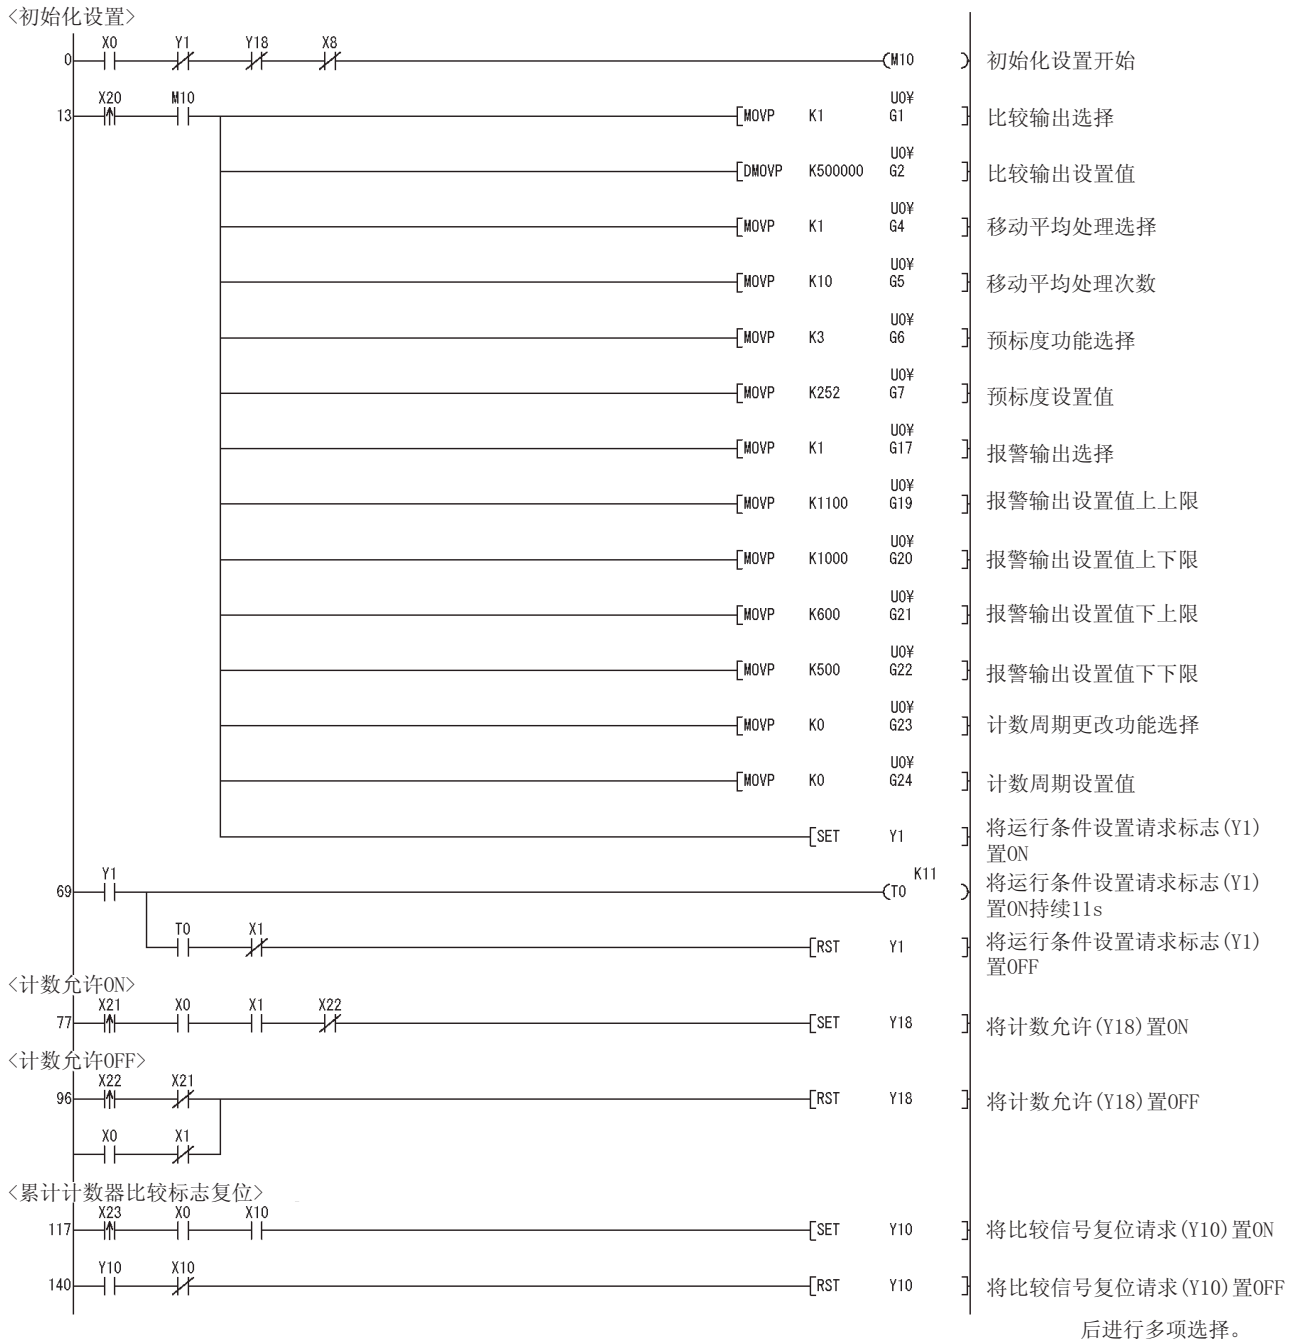 <初始化设置>
X0 Y1 Y18 X8
0 (M10 ) 初始化设置开始
X20 M10 U0¥
13 [MOVP K1 G1 ] 比较输出选择
U0¥
[DMOVP K500000 G2 ] 比较输出设置值
U0¥
[MOVP K1 G4 ] 移动平均处理选择
U0¥
[MOVP K10 G5 ] 移动平均处理次数
U0¥
[MOVP K3 G6 ] 预标度功能选择
U0¥
[MOVP K252 G7 ] 预标度设置值
U0¥
[MOVP K1 G17 ] 报警输出选择
U0¥
[MOVP K1100 G19 ] 报警输出设置值上上限
U0¥
[MOVP K1000 G20 ] 报警输出设置值上下限
U0¥
[MOVP K600 G21 ] 报警输出设置值下上限
U0¥
[MOVP K500 G22 ] 报警输出设置值下下限
U0¥
[MOVP K0 G23 ] 计数周期更改功能选择
U0¥
[MOVP K0 G24 ] 计数周期设置值
[SET Y1 ] 将运行条件设置请求标志(Y1)
置ON
Y1 K11
69 (T0 ) 将运行条件设置请求标志(Y1)
置ON持续11s
T0 X1
[RST Y1 ] 将运行条件设置请求标志(Y1)
置OFF
<计数允许ON>
X21 X0 X1 X22
77 [SET Y18 ] 将计数允许(Y18)置ON
<计数允许OFF>
X22 X21
96 [RST Y18 ] 将计数允许(Y18)置OFF
X0 X1
<累计计数器比较标志复位>
X23 X0 X10
117 [SET Y10 ] 将比较信号复位请求(Y10)置ON
Y10 X10
140 [RST Y10 ] 将比较信号复位请求(Y10)置OFF
后进行多项选择。